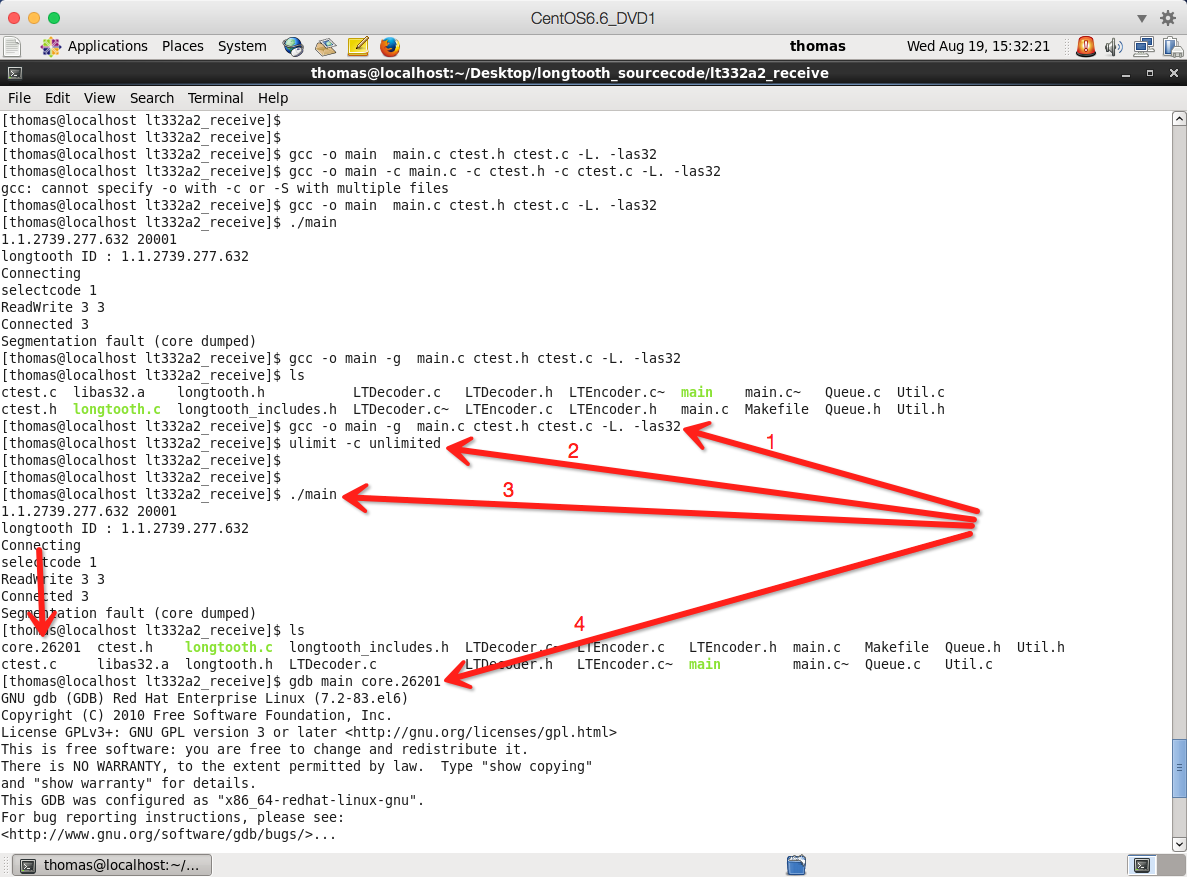 CentOS6.6_DVD1
Applications Places System thomas Wed Aug 19, 15:32:21
thomas@localhost:~/Desktop/longtooth_sourcecode/lt332a2_receive
File Edit View Search Terminal Help
[thomas@localhost lt332a2_receive]$
[thomas@localhost lt332a2_receive]$
[thomas@localhost lt332a2_receive]$ gcc -o main  main.c ctest.h ctest.c -L. -las32
[thomas@localhost lt332a2_receive]$ gcc -o main -c main.c -c ctest.h -c ctest.c -L. -las32
gcc: cannot specify -o with -c or -S with multiple files
[thomas@localhost lt332a2_receive]$ gcc -o main  main.c ctest.h ctest.c -L. -las32
[thomas@localhost lt332a2_receive]$ ./main
1.1.2739.277.632 20001
longtooth ID : 1.1.2739.277.632
Connecting
selectcode 1
ReadWrite 3 3
Connected 3
Segmentation fault (core dumped)
[thomas@localhost lt332a2_receive]$ gcc -o main -g  main.c ctest.h ctest.c -L. -las32
[thomas@localhost lt332a2_receive]$ ls
ctest.c  libas32.a  longtooth.h  LTDecoder.c  LTDecoder.h  LTEncoder.c~  main  main.c~  Queue.c  Util.c
ctest.h  longtooth.c  longtooth_includes.h  LTDecoder.c~  LTEncoder.c  LTEncoder.h  main.c  Makefile  Queue.h  Util.h
[thomas@localhost lt332a2_receive]$ gcc -o main -g  main.c ctest.h ctest.c -L. -las32
1
[thomas@localhost lt332a2_receive]$ ulimit -c unlimited
2
[thomas@localhost lt332a2_receive]$
[thomas@localhost lt332a2_receive]$
[thomas@localhost lt332a2_receive]$ ./main
3
1.1.2739.277.632 20001
longtooth ID : 1.1.2739.277.632
Connecting
selectcode 1
ReadWrite 3 3
Connected 3
Segmentation fault (core dumped)
4
[thomas@localhost lt332a2_receive]$ ls
core.26201  ctest.h  longtooth.c  longtooth_includes.h  LTDecoder.c~  LTEncoder.c  LTEncoder.h  main.c  Makefile  Queue.h  Util.h
ctest.c  libas32.a  longtooth.h  LTDecoder.c  LTDecoder.h  LTEncoder.c~  main  main.c~  Queue.c  Util.c
[thomas@localhost lt332a2_receive]$ gdb main core.26201
GNU gdb (GDB) Red Hat Enterprise Linux (7.2-83.el6)
Copyright (C) 2010 Free Software Foundation, Inc.
License GPLv3+: GNU GPL version 3 or later <http://gnu.org/licenses/gpl.html>
This is free software: you are free to change and redistribute it.
There is NO WARRANTY, to the extent permitted by law.  Type "show copying"
and "show warranty" for details.
This GDB was configured as "x86_64-redhat-linux-gnu".
For bug reporting instructions, please see:
<http://www.gnu.org/software/gdb/bugs/>...
thomas@localhost:~/...